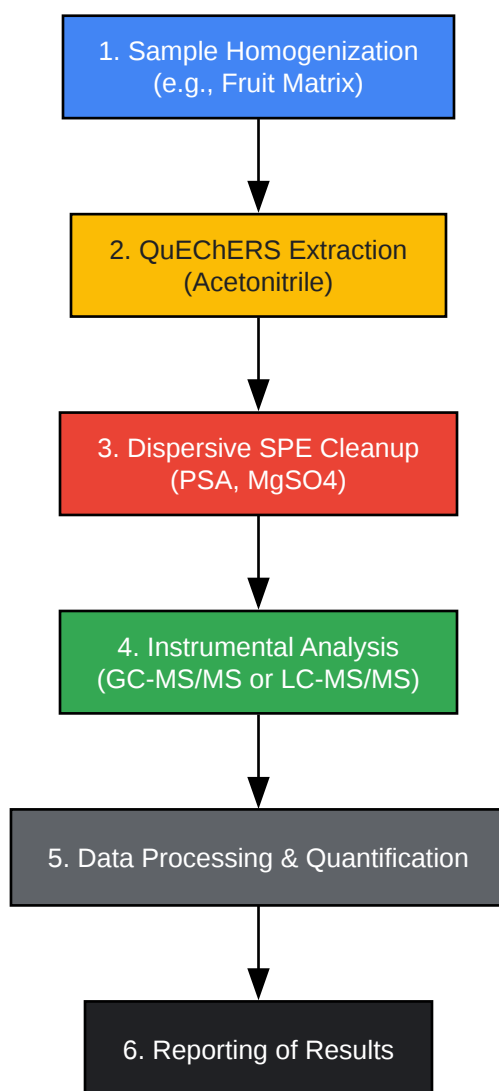 1. Sample Homogenization
(e.g., Fruit Matrix)
2. QuEChERS Extraction
(Acetonitrile)
3. Dispersive SPE Cleanup
(PSA, MgSO4)
4. Instrumental Analysis
(GC-MS/MS or LC-MS/MS)
5. Data Processing & Quantification
6. Reporting of Results